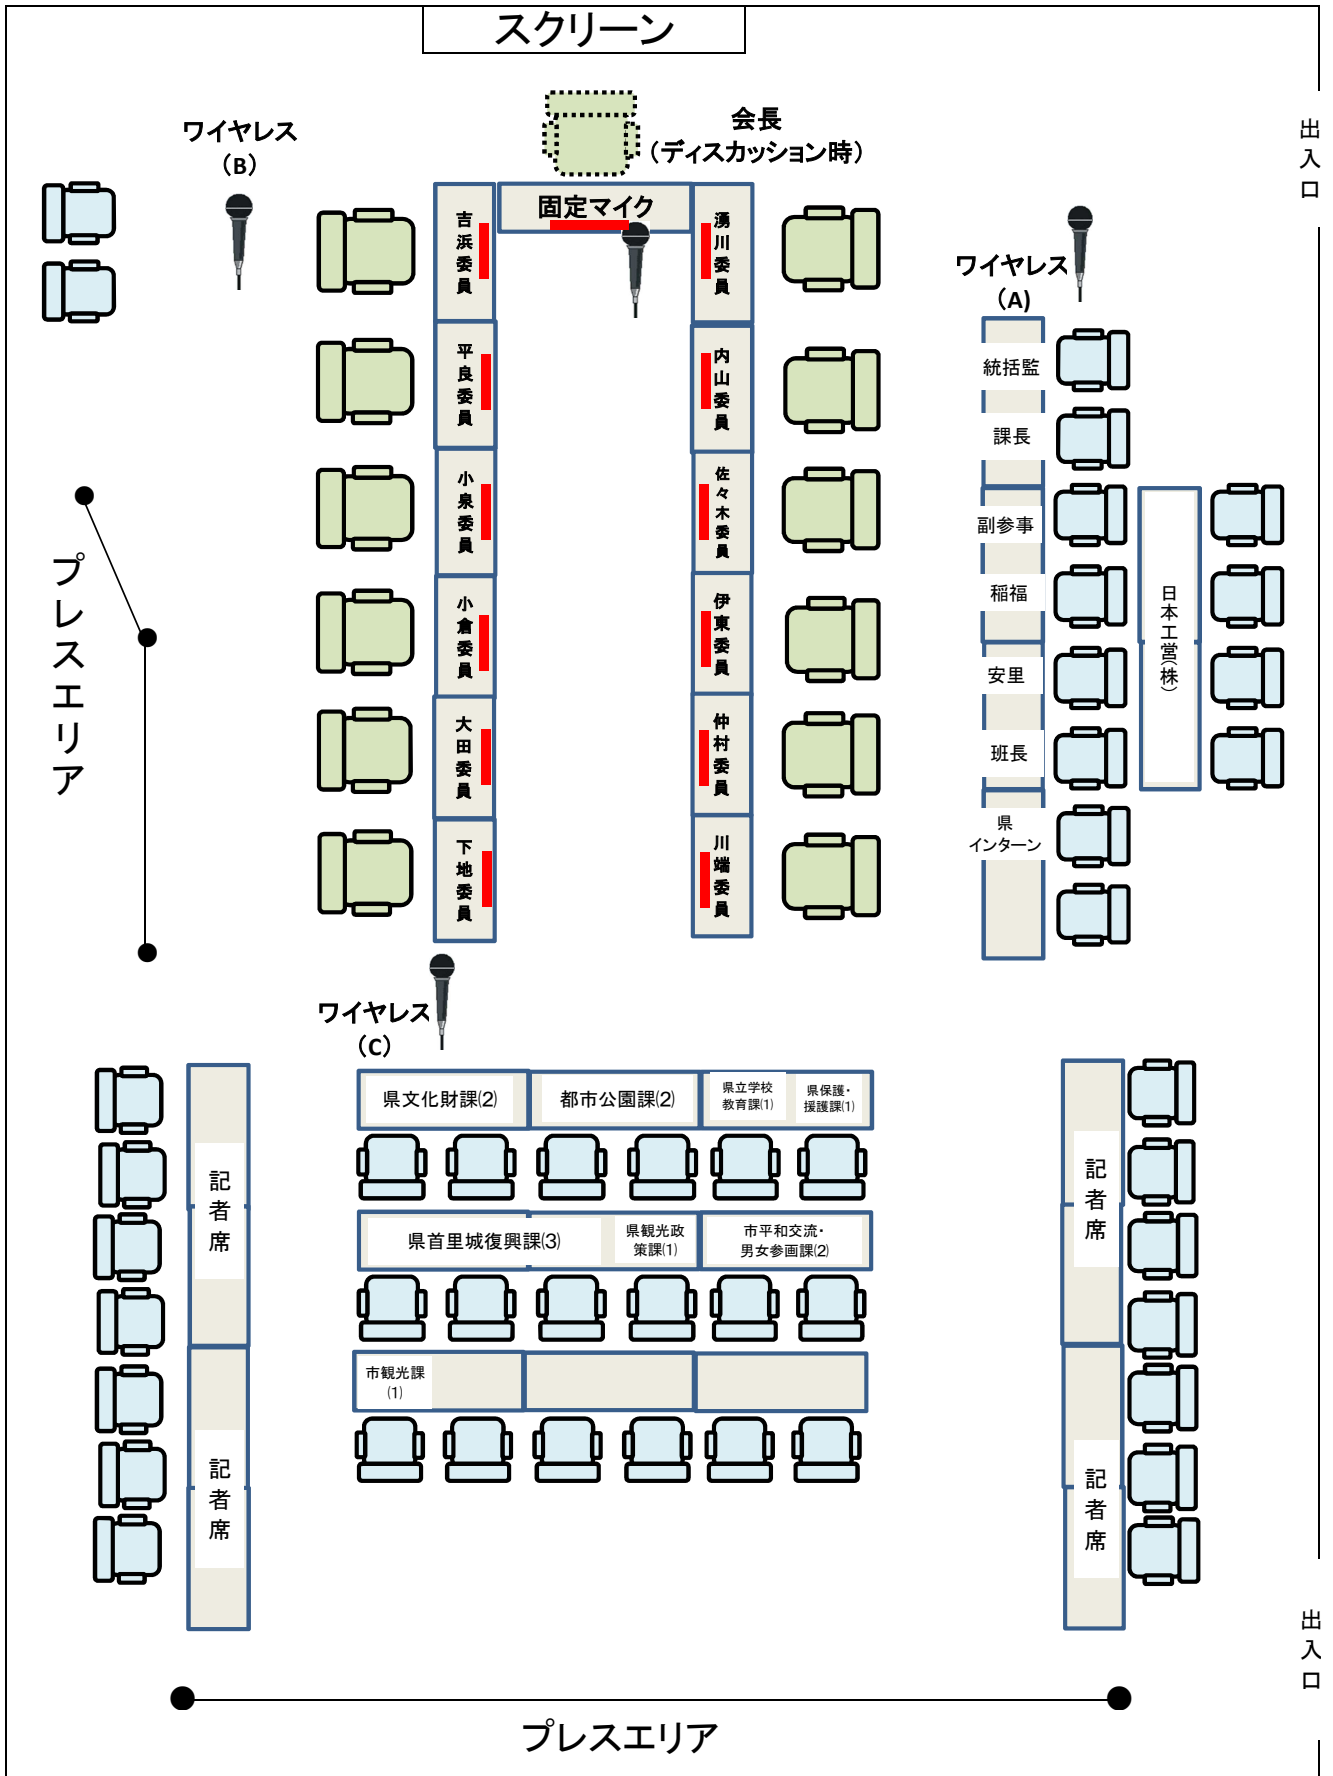 スクリーン
出入口
会長
（ディスカッション時）
ワイヤレス
（B）
固定マイク
吉浜委員
湧川委員
ワイヤレス
（A）
平良委員
内山委員
統括監
課長
小泉委員
佐々木委員
副参事
稲福
日本工営（株）
プレスエリア
小倉委員
伊東委員
安里
班長
大田委員
仲村委員
県
インターン
下地委員
川端委員
ワイヤレス
（C）
県文化財課(2)
都市公園課(2)
県立学校
教育課(1)
県保護・
援護課(1)
記者席
記者席
県首里城復興課(3)
県観光政
策課(1)
市平和交流・
男女参画課(2)
市観光課
(1)
記者席
記者席
出入口
プレスエリア